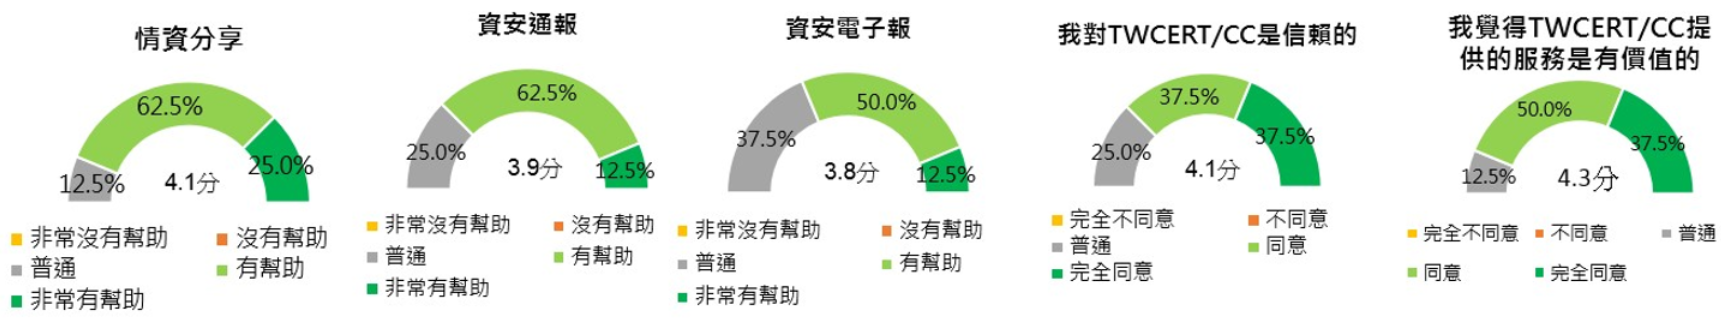 情資分享
62.5%
12.5%
25.0%
4.1分
非常沒有幫助
沒有幫助
普通
有幫助
非常有幫助
資安通報
62.5%
25.0%
12.5%
3.9分
非常沒有幫助
沒有幫助
普通
有幫助
非常有幫助
資安電子報
50.0%
37.5%
12.5%
3.8分
非常沒有幫助
沒有幫助
普通
有幫助
非常有幫助
我對TWCERT/CC是信賴的
37.5%
25.0%
37.5%
4.1分
完全不同意
不同意
普通
同意
完全同意
我覺得TWCERT/CC提
供的服務是有價值的
50.0%
12.5%
37.5%
4.3分
完全不同意
不同意
普通
同意
完全同意